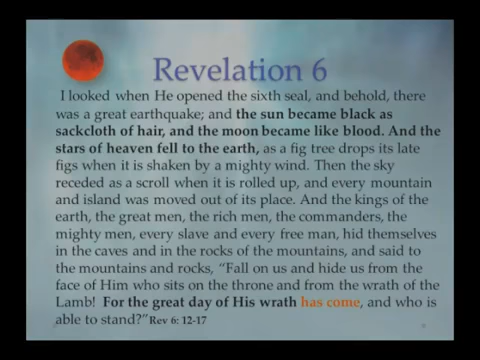 Revelation 6
I looked when He opened the sixth seal, and behold, there
was a great earthquake; and the sun became black as
sackcloth of hair, and the moon became like blood. And the
stars of heaven fell to the earth, as a fig tree drops its late
figs when it is shaken by a mighty wind. Then the sky
receded as a scroll when it is rolled up, and every mountain
and island was moved out of its place. And the kings of the
earth, the great men, the rich men, the commanders, the
mighty men, every slave and every free man, hid themselves
in the caves and in the rocks of the mountains, and said to
the mountains and rocks, “Fall on us and hide us from the
face of Him who sits on the throne and from the wrath of the
Lamb! For the great day of His wrath has come, and who is
able to stand?” Rev 6: 12-17